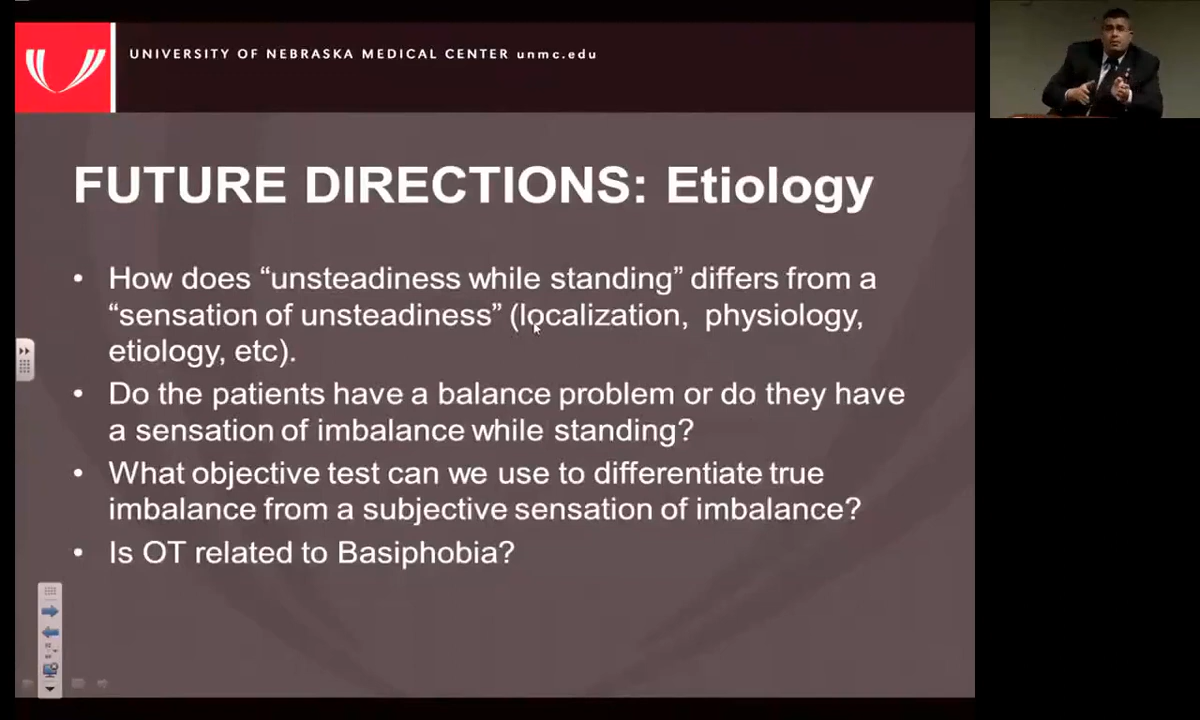 UNIVERSITY OF NEBRASKA MEDICAL CENTER unmc.edu
FUTURE DIRECTIONS: Etiology
• How does “unsteadiness while standing” differs from a
“sensation of unsteadiness” (localization, physiology,
etiology, etc).
• Do the patients have a balance problem or do they have
a sensation of imbalance while standing?
• What objective test can we use to differentiate true
imbalance from a subjective sensation of imbalance?
• Is OT related to Basiphobia?